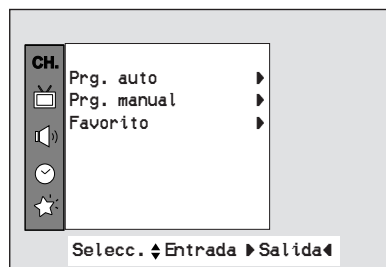 CH.
Prg. auto
Prg. manual
Favorito
Selecc. Entrada Salida